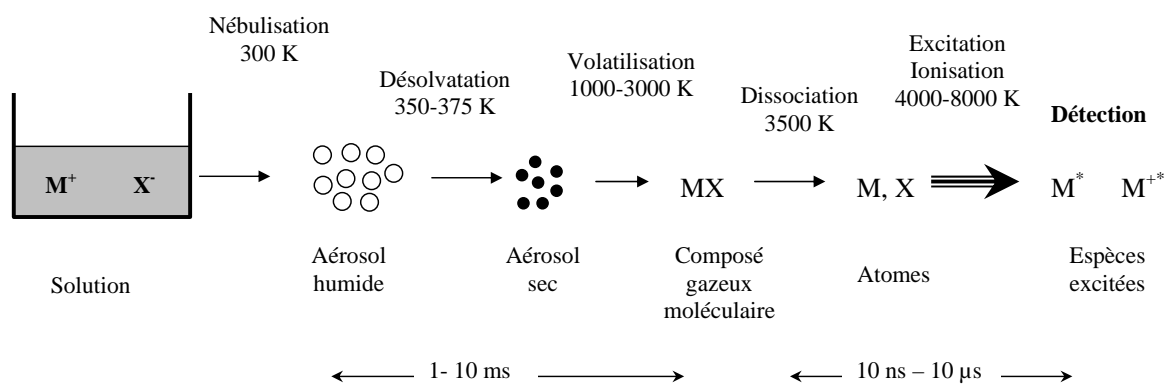 Nébulisation
300 K
Désolvatation
350-375 K
Volatilisation
1000-3000 K
Dissociation
3500 K
Excitation
Ionisation
4000-8000 K
Détection
M⁺ X⁻
MX
M, X
M* M⁺*
Solution
Aérosol
humide
Aérosol
sec
Composé
gazeux
moléculaire
Atomes
Espèces
excitées
1- 10 ms
10 ns – 10 µs